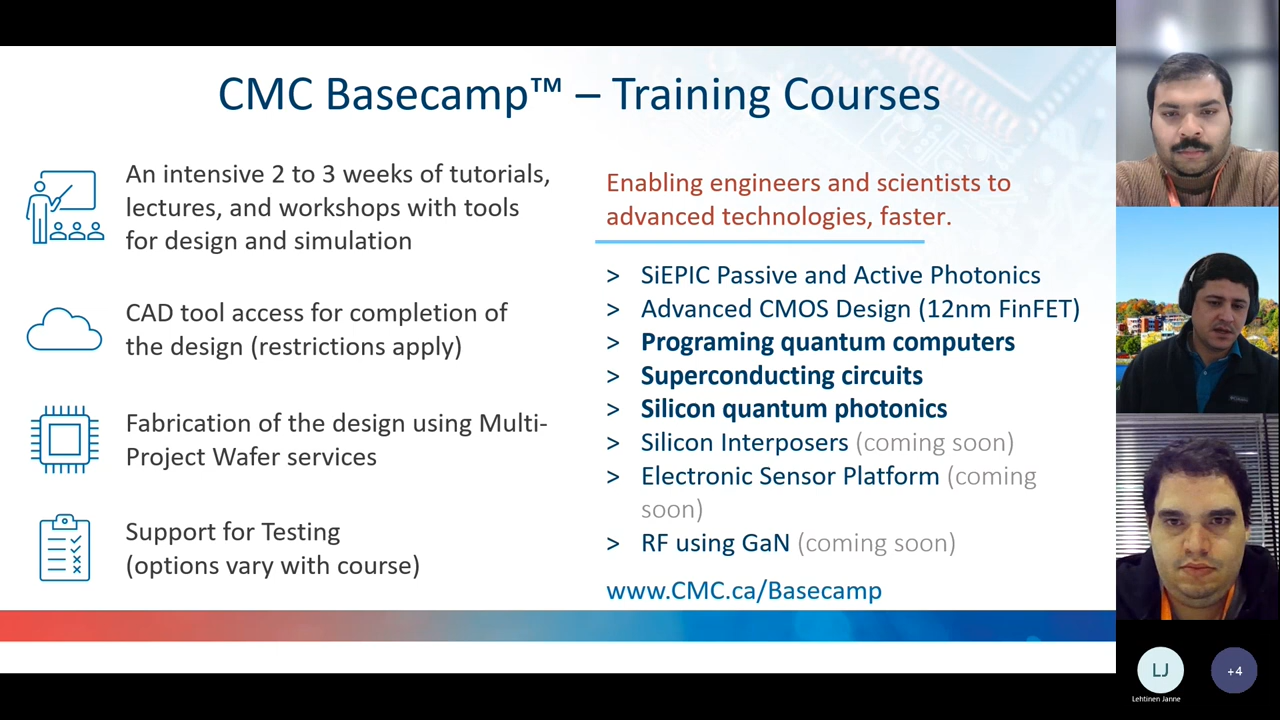 CMC Basecamp™ – Training Courses
An intensive 2 to 3 weeks of tutorials,
lectures, and workshops with tools
for design and simulation
CAD tool access for completion of
the design (restrictions apply)
Fabrication of the design using Multi-
Project Wafer services
Support for Testing
(options vary with course)
Enabling engineers and scientists to
advanced technologies, faster.
> SiEPIC Passive and Active Photonics
> Advanced CMOS Design (12nm FinFET)
> Programing quantum computers
> Superconducting circuits
> Silicon quantum photonics
> Silicon Interposers (coming soon)
> Electronic Sensor Platform (coming
soon)
> RF using GaN (coming soon)
www.CMC.ca/Basecamp
LJ
+4
Lehtinen Janne